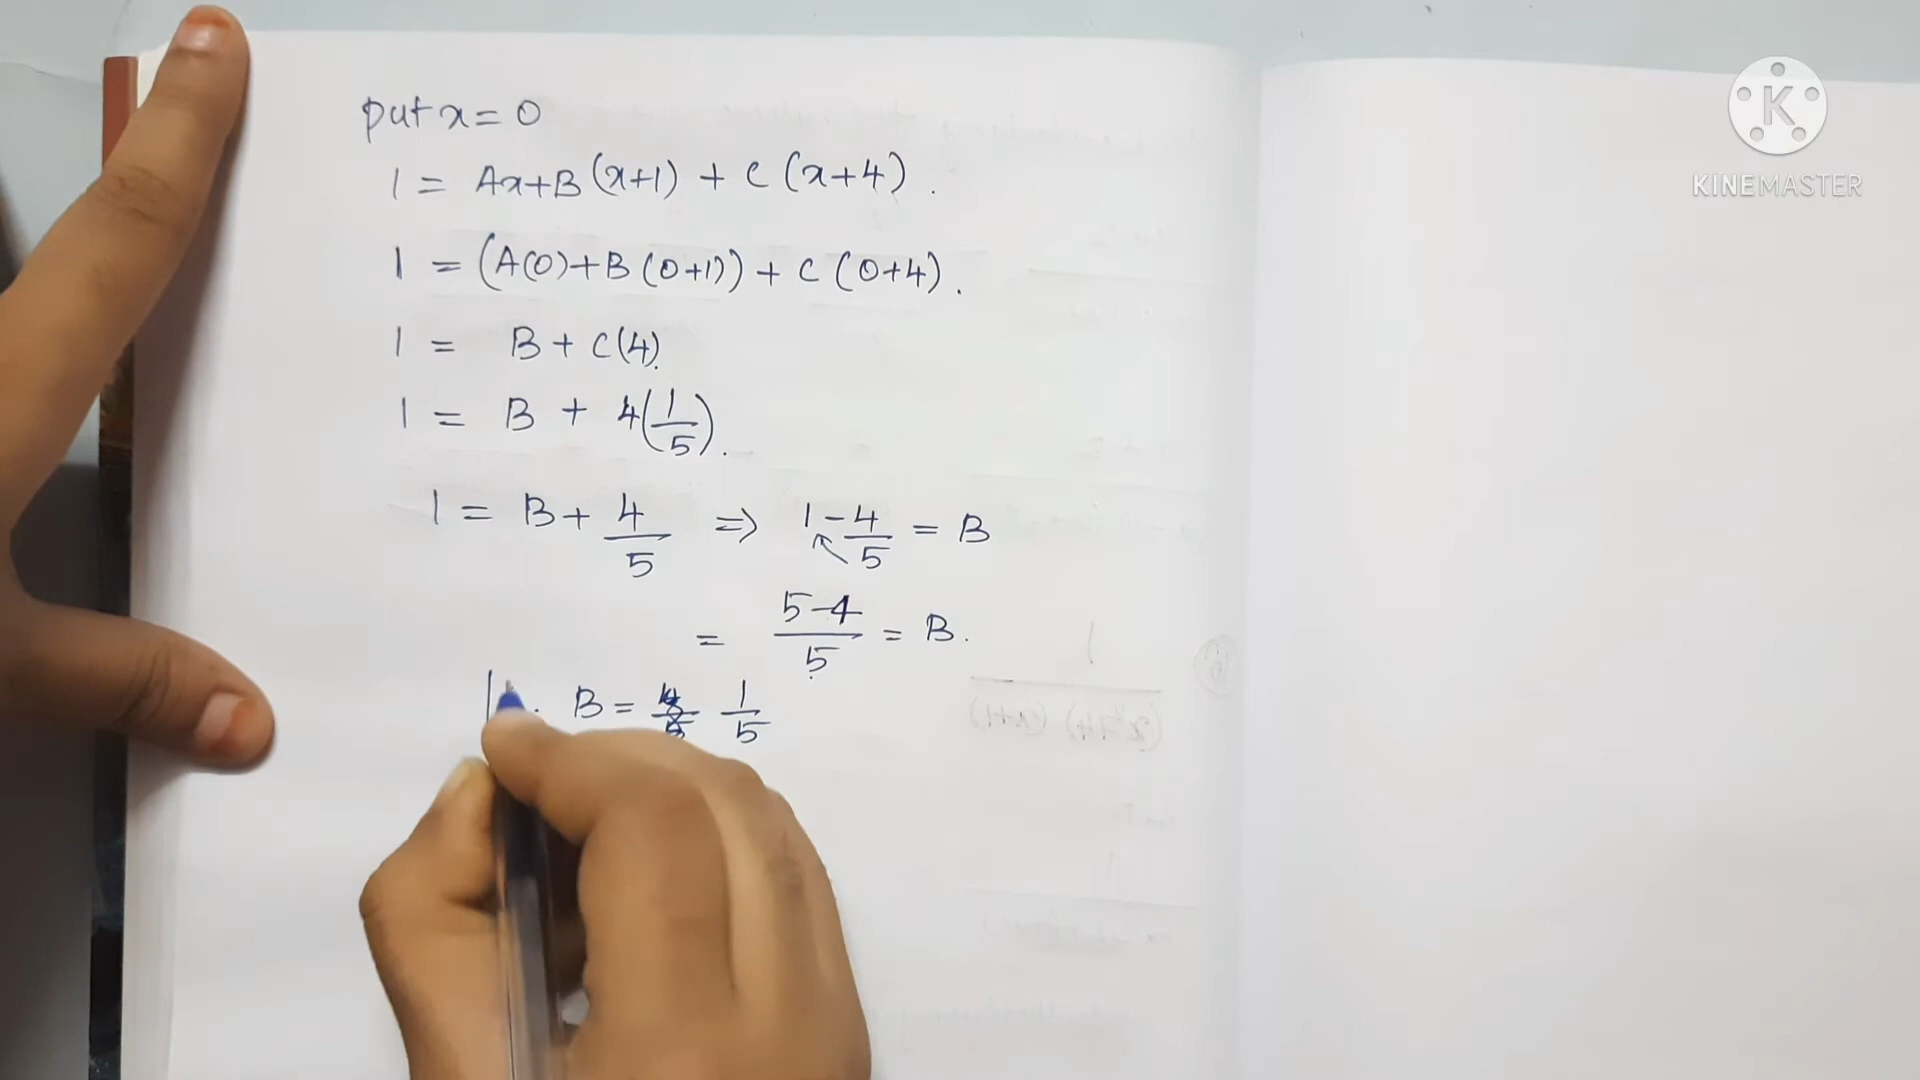 put x = 0
1 = Ax+B (x+1) + C (x+4) .
1 = (A(0)+B (0+1)) + C (0+4) .
1 = B + C(4).
1 = B + 4(1/5).
1 = B + 4/5 => 1-4/5 = B
= 5-4/5 = B.
B = 1/5
K
KINEMASTER